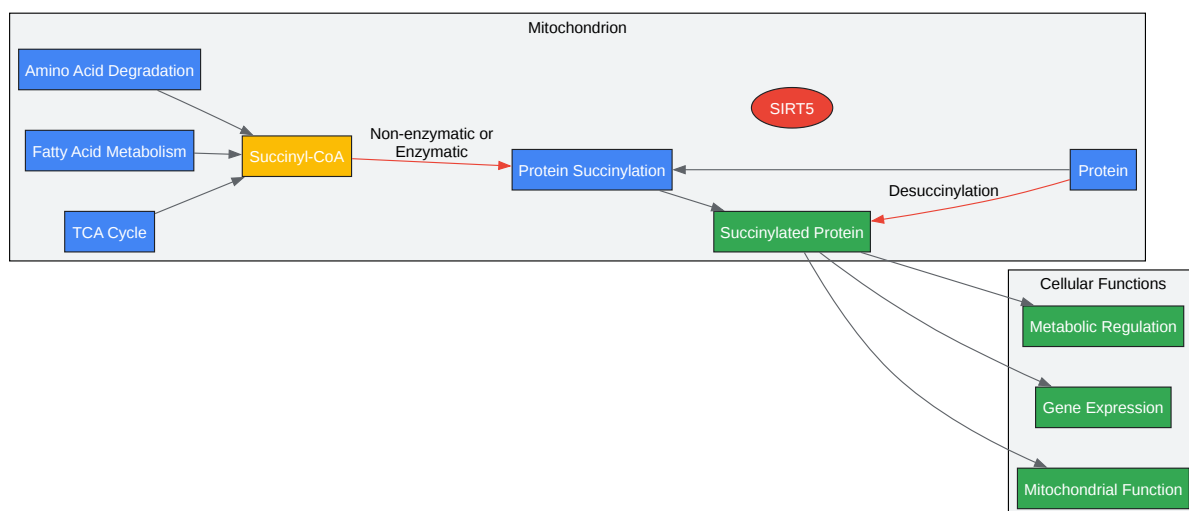 Mitochondrion
Amino Acid Degradation
SIRT5
Non-enzymatic or
Enzymatic
Fatty Acid Metabolism
Succinyl-CoA
Protein Succinylation
Protein
Desuccinylation
TCA Cycle
Succinylated Protein
Cellular Functions
Metabolic Regulation
Gene Expression
Mitochondrial Function